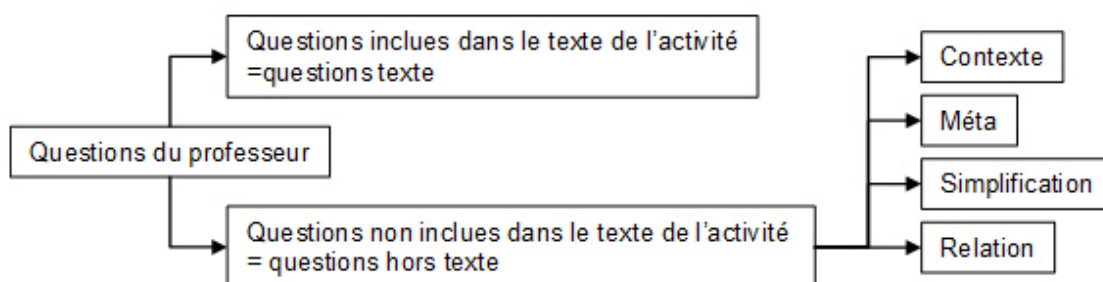 Questions inclues dans le texte de l'activité
=questions texte
Contexte
Méta
Questions du professeur
Simplification
Questions non inclues dans le texte de l'activité
= questions hors texte
Relation